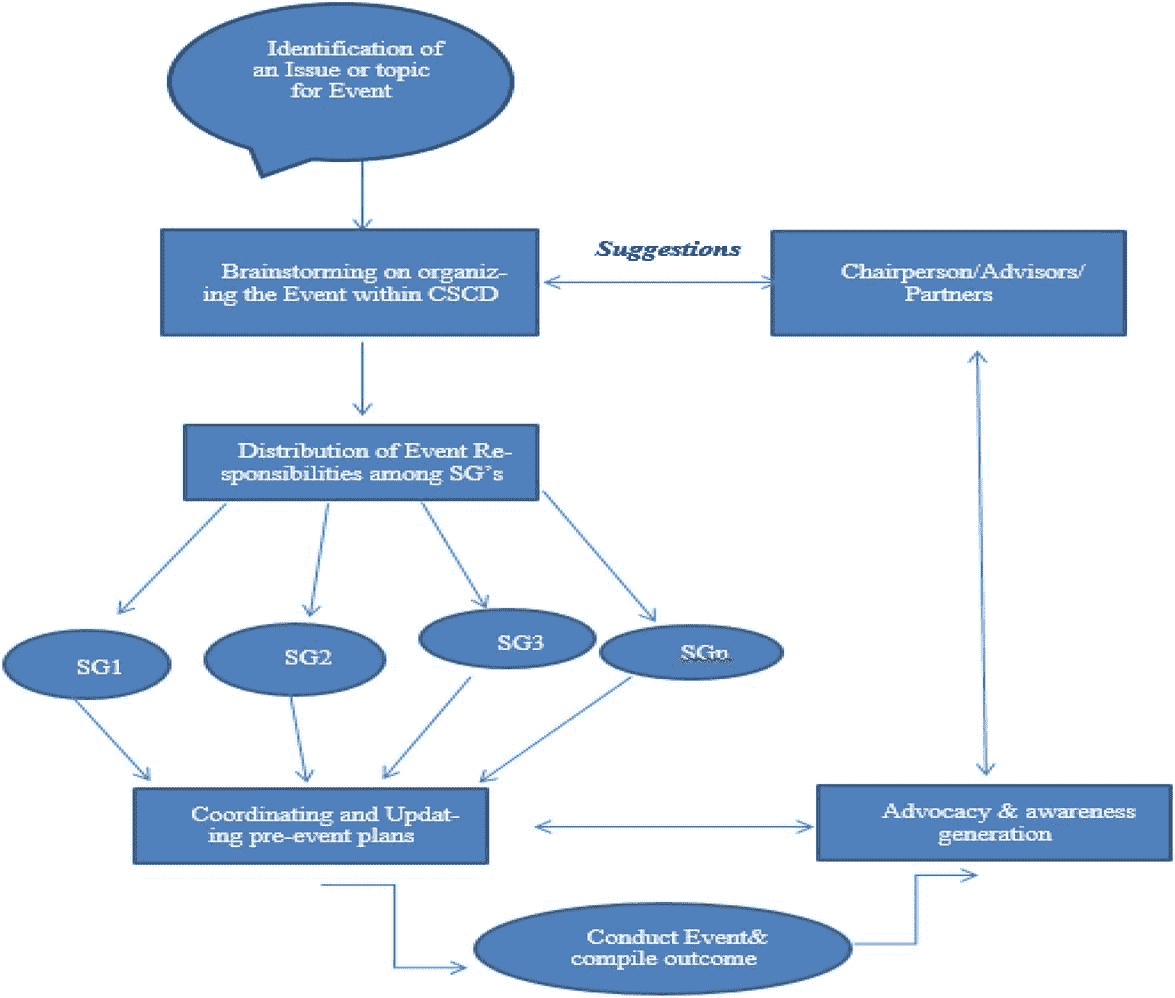 Identification of
an Issue or topic
for Event
Brainstorming on organiz-
ing the Event within CSCD
Suggestions
Chairperson/Advisors/
Partners
Distribution of Event Re-
sponsibilities among SG's
SG1
SG2
SG3
SGn
Coordinating and Updat-
ing pre-event plans
Advocacy & awareness
generation
Conduct Event&
compile outcome